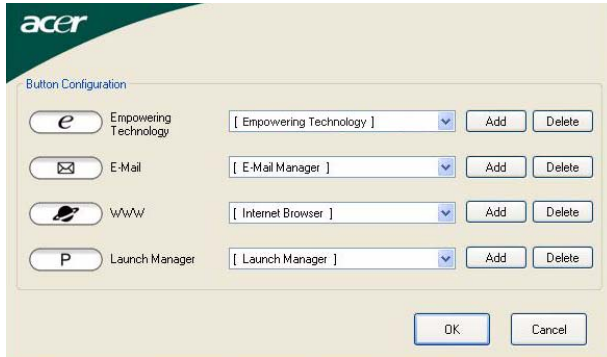 acer
Button Configuration
e Empowering Technology [ Empowering Technology ] Add Delete
E-Mail [ E-Mail Manager ] Add Delete
WWW [ Internet Browser ] Add Delete
P Launch Manager [ Launch Manager ] Add Delete
OK Cancel